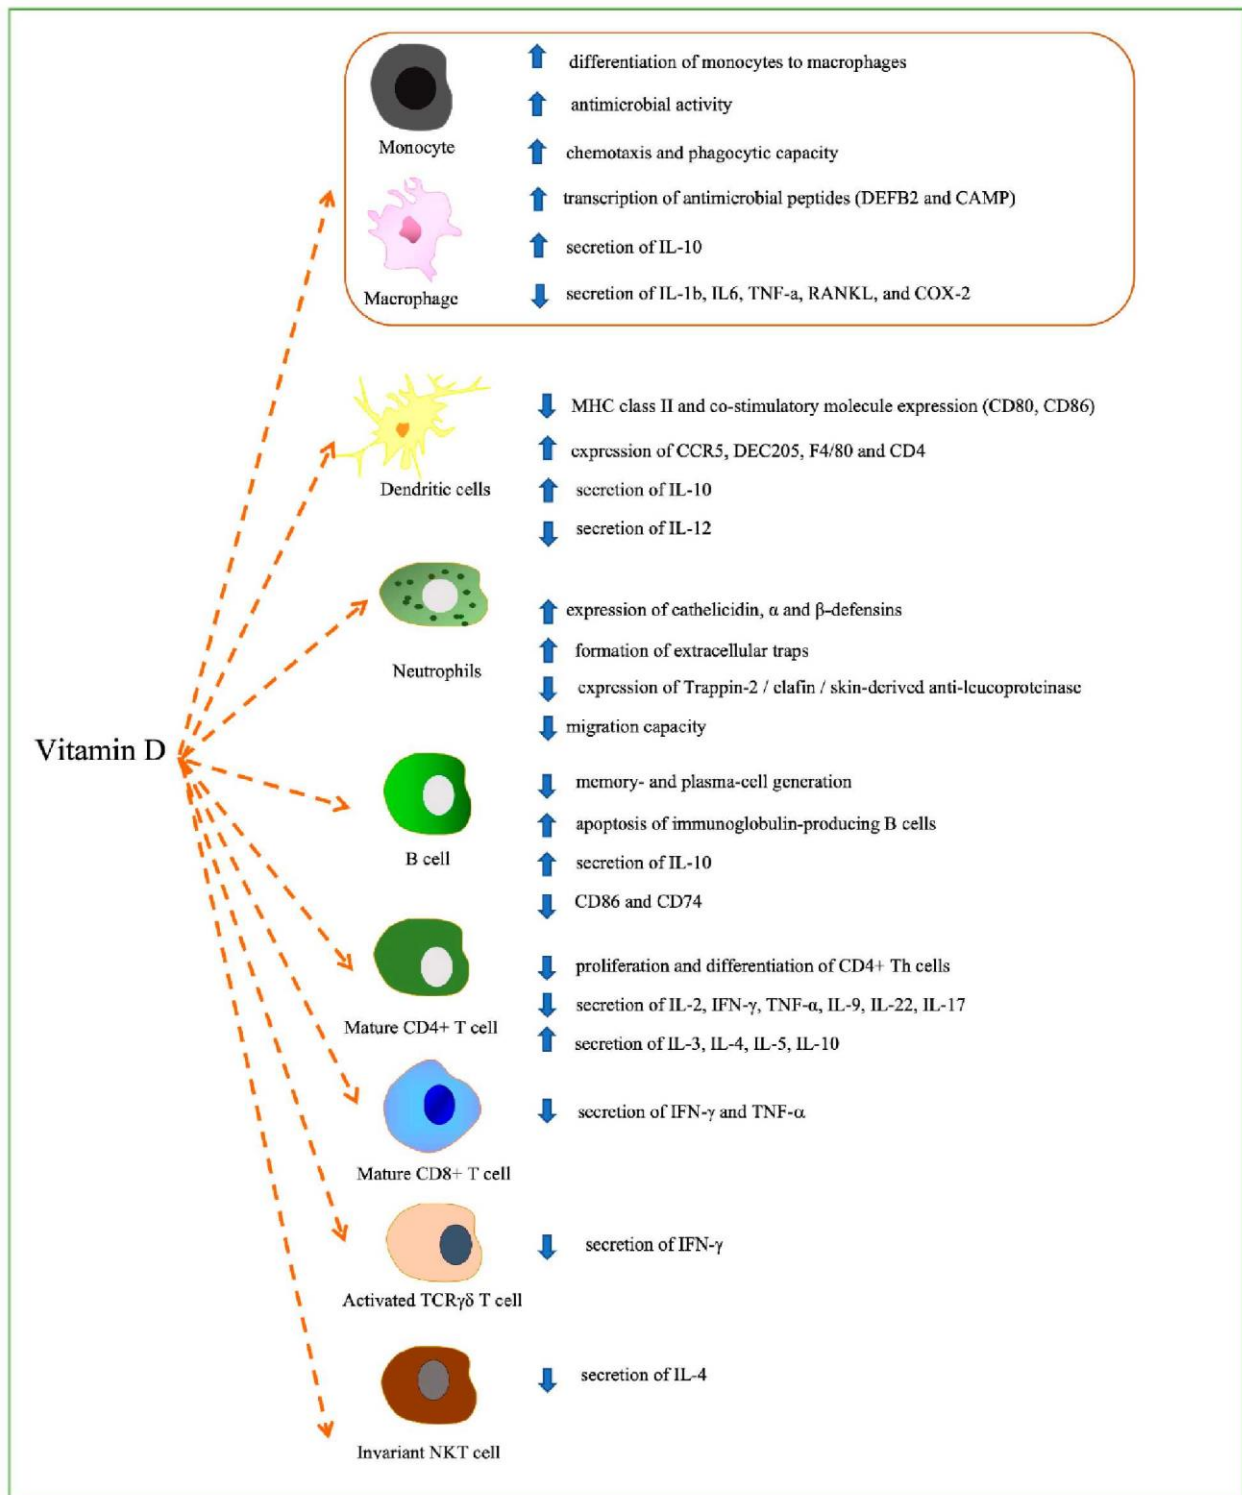 differentiation of monocytes to macrophages
antimicrobial activity
Monocyte
chemotaxis and phagocytic capacity
transcription of antimicrobial peptides (DEFB2 and CAMP)
secretion of IL-10
Macrophage
secretion of IL-1b, IL6, TNF-a, RANKL, and COX-2
MHC class II and co-stimulatory molecule expression (CD80, CD86)
expression of CCR5, DEC205, F4/80 and CD4
Dendritic cells
secretion of IL-10
secretion of IL-12
expression of cathelicidin, α and β-defensins
formation of extracellular traps
Neutrophils
expression of Trappin-2 / elafin / skin-derived anti-leucoproteinase
migration capacity
Vitamin D
memory- and plasma-cell generation
apoptosis of immunoglobulin-producing B cells
B cell
secretion of IL-10
CD86 and CD74
proliferation and differentiation of CD4+ Th cells
secretion of IL-2, IFN-γ, TNF-α, IL-9, IL-22, IL-17
Mature CD4+ T cell
secretion of IL-3, IL-4, IL-5, IL-10
secretion of IFN-γ and TNF-α
Mature CD8+ T cell
secretion of IFN-γ
Activated TCRγδ T cell
secretion of IL-4
Invariant NKT cell